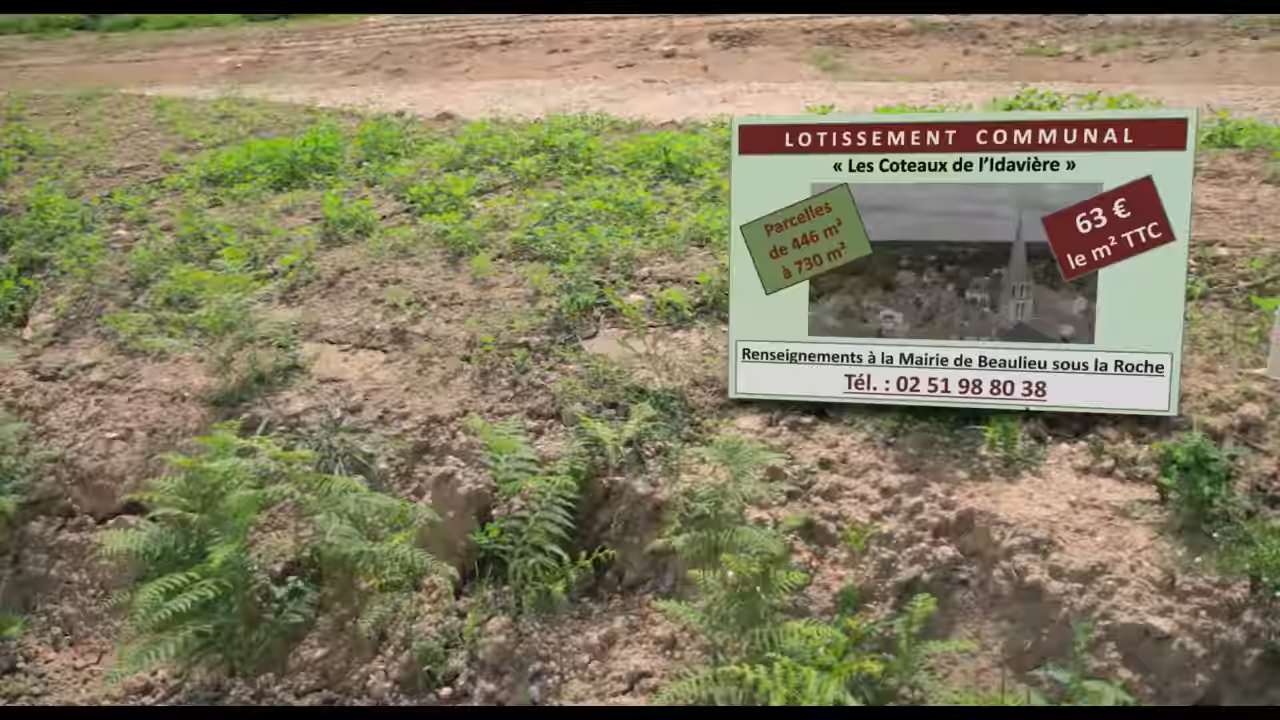 LOTISSEMENT COMMUNAL
« Les Coteaux de l'Idavière »
Parcelles
de 446 m²
à 730 m²
63 €
le m² TTC
Renseignements à la Mairie de Beaulieu sous la Roche
Tél. : 02 51 98 80 38